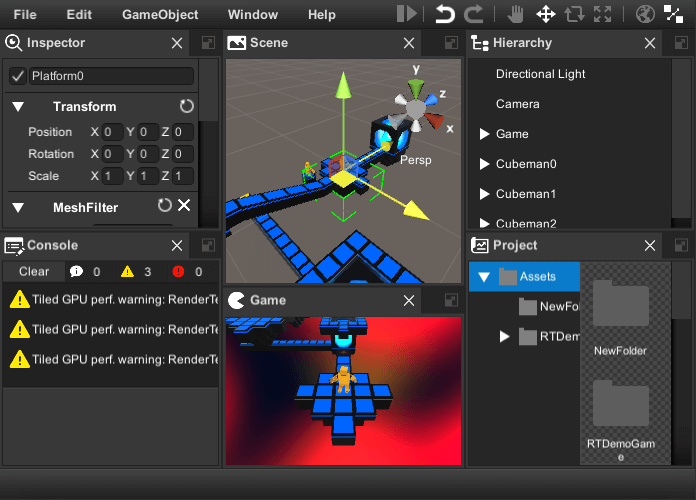 File Edit GameObject Window Help
Inspector
Platform0
Transform
Position X 0 Y 0 Z 0
Rotation X 0 Y 0 Z 0
Scale X 1 Y 1 Z 1
MeshFilter
Scene
y
z
x
Persp
Hierarchy
Directional Light
Camera
Game
Cubeman0
Cubeman1
Cubeman2
Console
Clear 0 3 0
Tiled GPU perf. warning: RenderTe
Tiled GPU perf. warning: RenderTe
Tiled GPU perf. warning: RenderTe
Game
Project
Assets
NewFo
RTDem
NewFolder
RTDemoGam
e